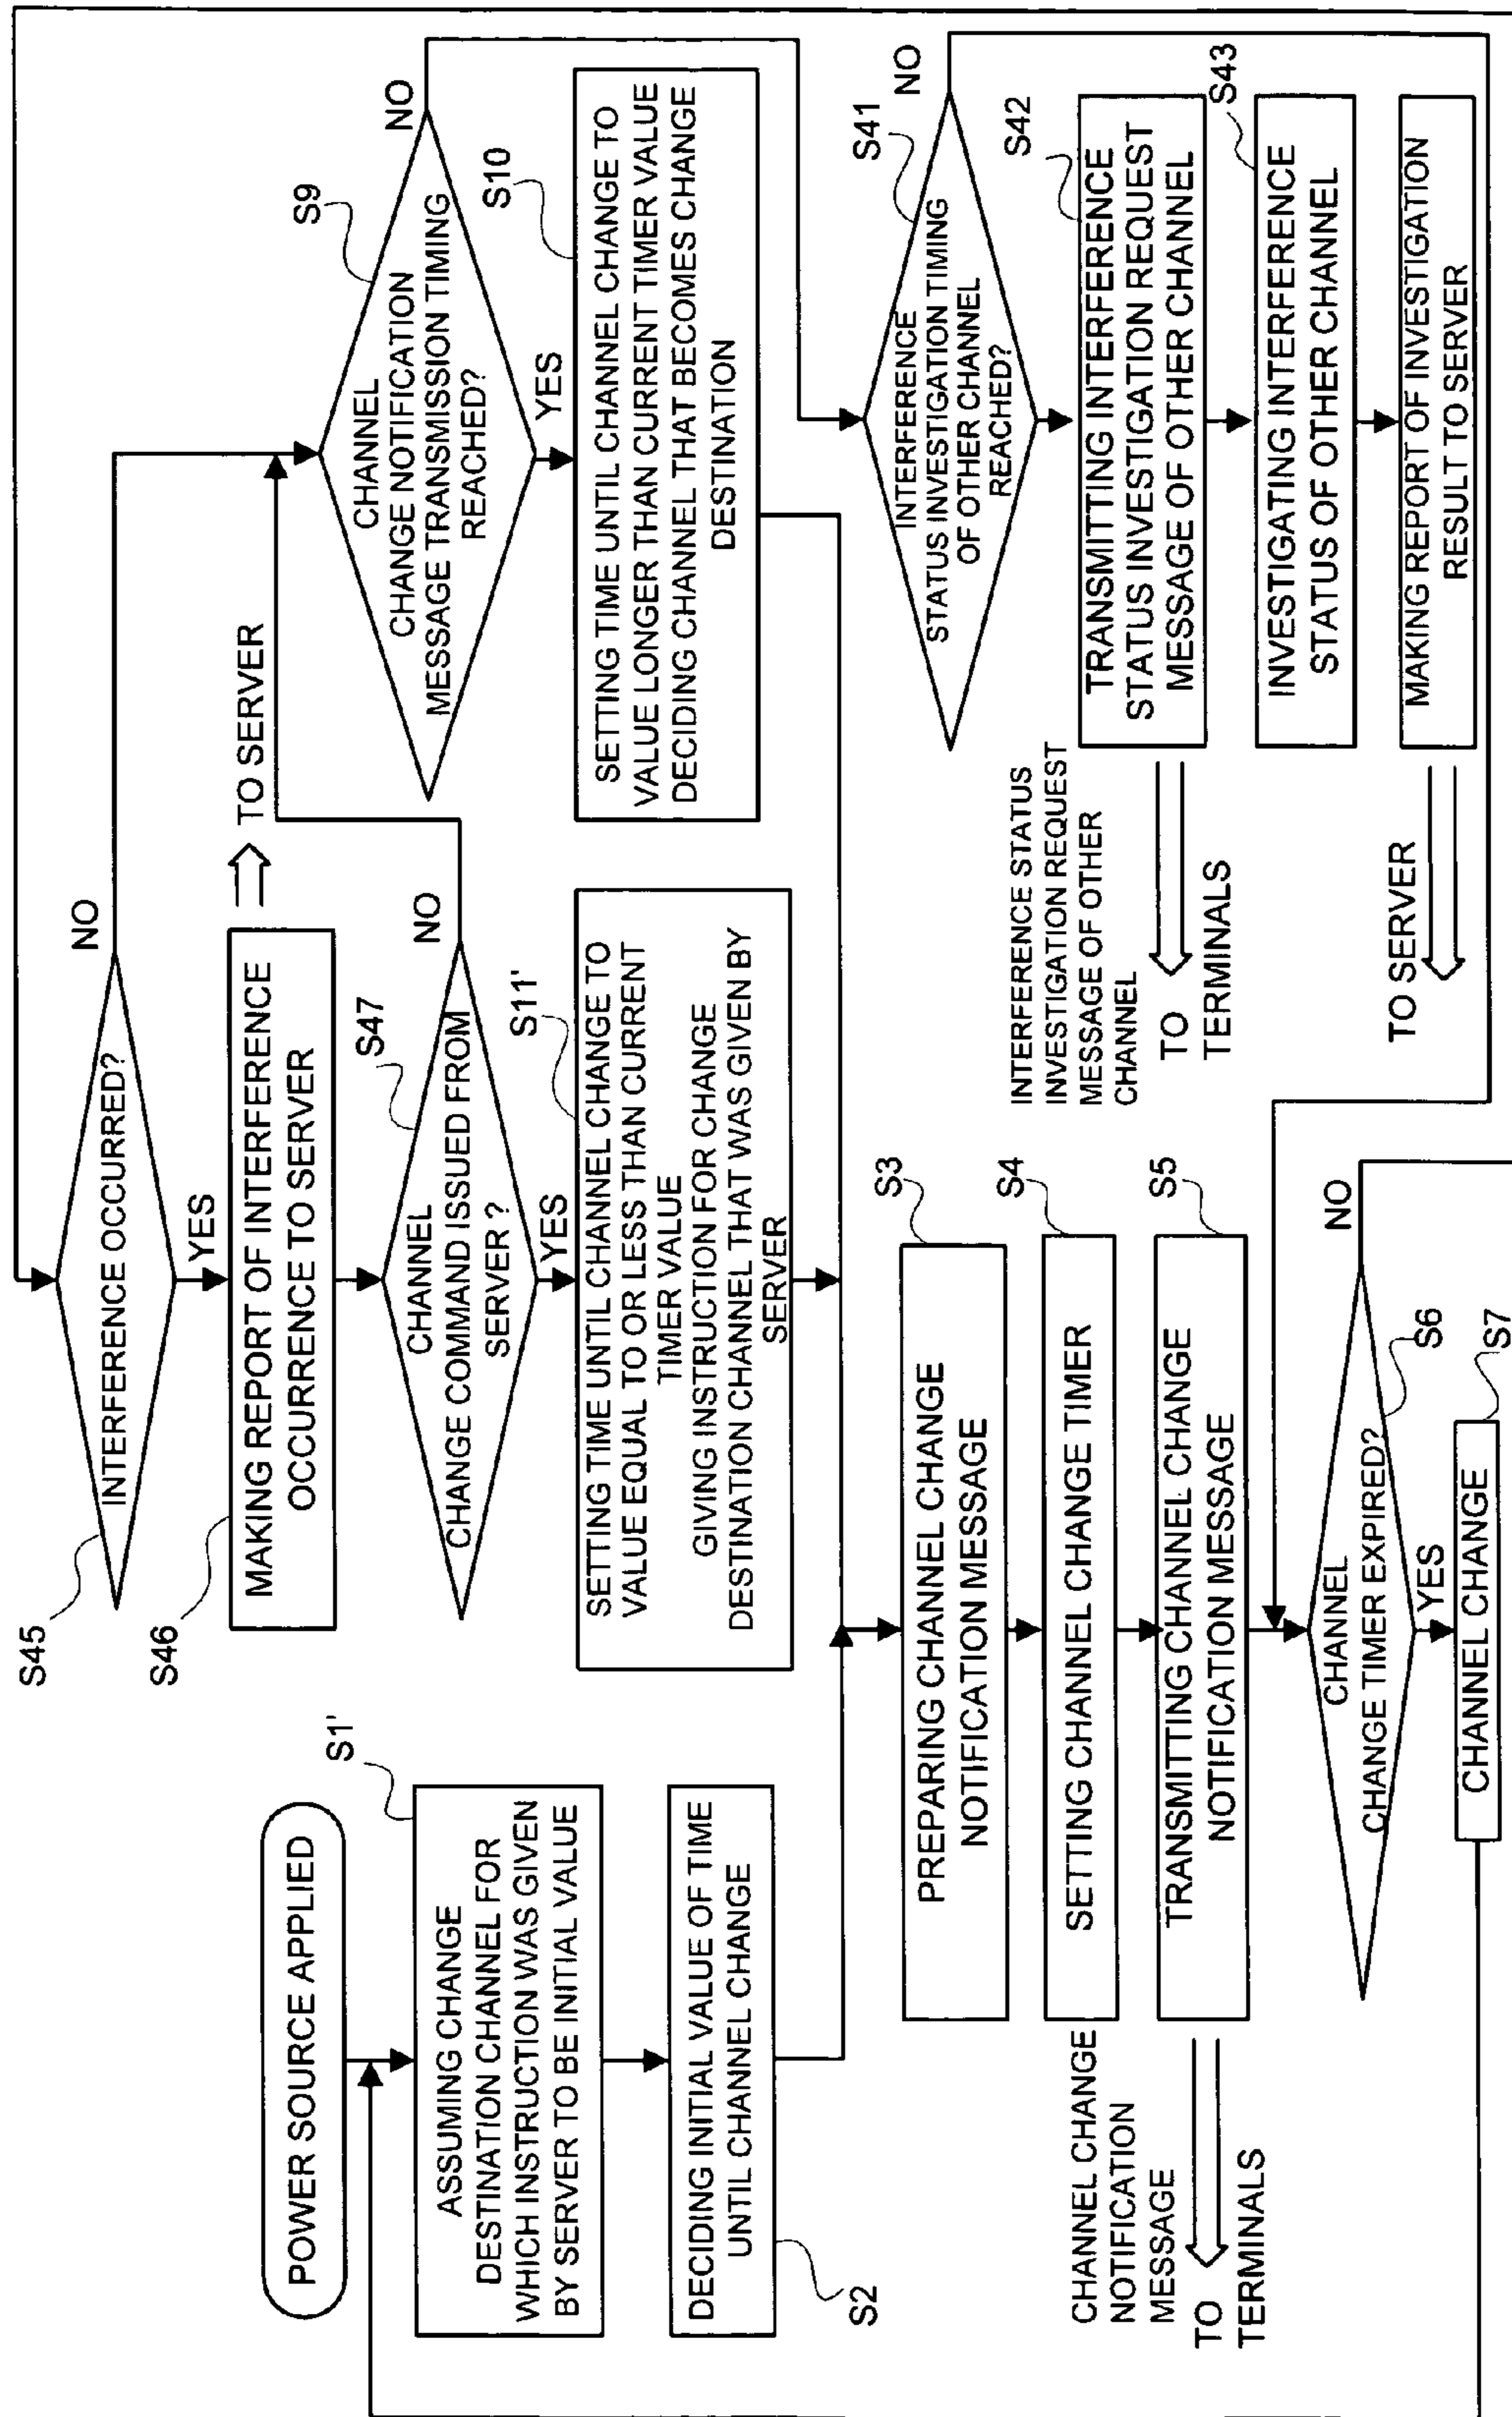 POWER SOURCE APPLIED
S1'
ASSUMING CHANGE
DESTINATION CHANNEL FOR
WHICH INSTRUCTION WAS GIVEN
BY SERVER TO BE INITIAL VALUE
DECIDING INITIAL VALUE OF TIME
UNTIL CHANNEL CHANGE
S2
S45
INTERFERENCE OCCURRED?
NO
YES
S46
MAKING REPORT OF INTERFERENCE
OCCURRENCE TO SERVER
TO SERVER
S47
CHANNEL
CHANGE COMMAND ISSUED FROM
SERVER?
NO
YES
S11'
SETTING TIME UNTIL CHANNEL CHANGE TO
VALUE EQUAL TO OR LESS THAN CURRENT
TIMER VALUE
GIVING INSTRUCTION FOR CHANGE
DESTINATION CHANNEL THAT WAS GIVEN BY
SERVER
S9
CHANNEL
CHANGE NOTIFICATION
MESSAGE TRANSMISSION TIMING
REACHED?
NO
YES
S10
SETTING TIME UNTIL CHANNEL CHANGE TO
VALUE LONGER THAN CURRENT TIMER VALUE
DECIDING CHANNEL THAT BECOMES CHANGE
DESTINATION
S3
PREPARING CHANNEL CHANGE
NOTIFICATION MESSAGE
S4
SETTING CHANNEL CHANGE TIMER
S5
TRANSMITTING CHANNEL CHANGE
NOTIFICATION MESSAGE
CHANNEL CHANGE
NOTIFICATION
MESSAGE
TO
TERMINALS
CHANNEL
CHANGE TIMER EXPIRED?
NO
S6
YES
S7
CHANNEL CHANGE
S41
INTERFERENCE
STATUS INVESTIGATION TIMING
OF OTHER CHANNEL
REACHED?
NO
S42
TRANSMITTING INTERFERENCE
STATUS INVESTIGATION REQUEST
MESSAGE OF OTHER CHANNEL
INTERFERENCE STATUS
INVESTIGATION REQUEST
MESSAGE OF OTHER
CHANNEL
TO
TERMINALS
S43
INVESTIGATING INTERFERENCE
STATUS OF OTHER CHANNEL
MAKING REPORT OF INVESTIGATION
RESULT TO SERVER
TO SERVER